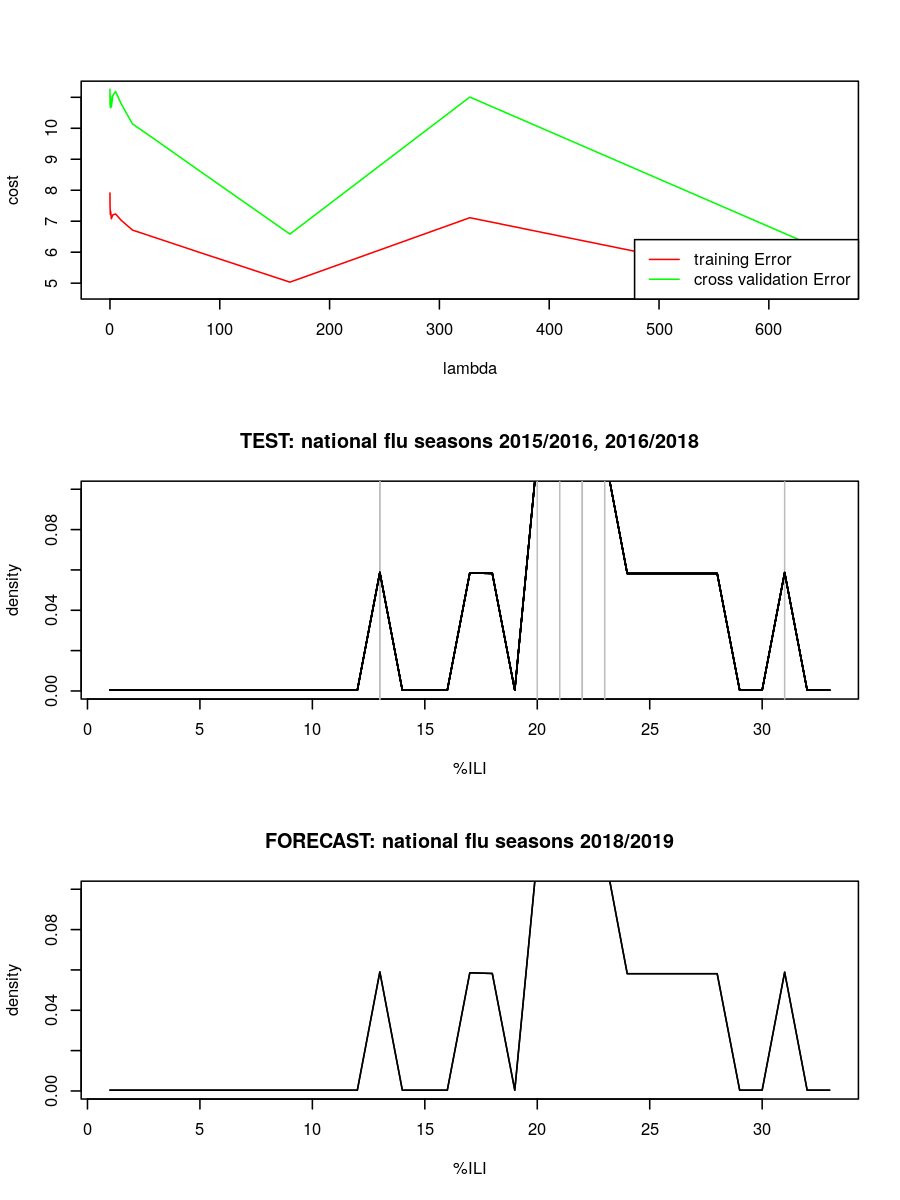 cost
10
9
8
7
6
5
training Error
cross validation Error
0 100 200 300 400 500 600
lambda
TEST: national flu seasons 2015/2016, 2016/2018
density
0.08
0.04
0.00
0 5 10 15 20 25 30
%ILI
FORECAST: national flu seasons 2018/2019
density
0.08
0.04
0.00
0 5 10 15 20 25 30
%ILI